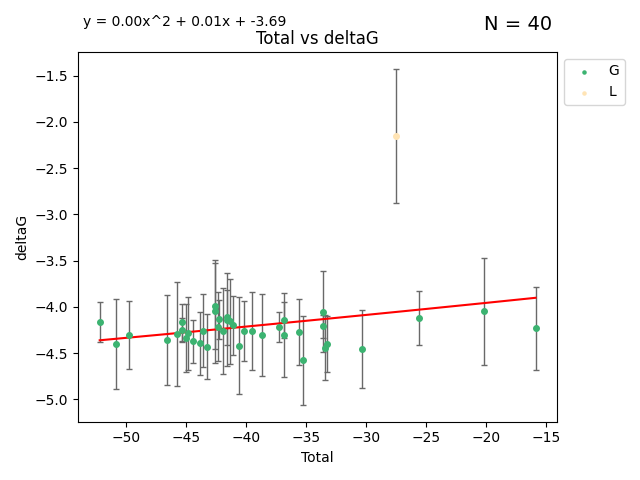 y = 0.00x^2 + 0.01x + -3.69
N = 40
Total vs deltaG
G
L
deltaG
−1.5
−2.0
−2.5
−3.0
−3.5
−4.0
−4.5
−5.0
−50
−45
−40
−35
−30
−25
−20
−15
Total